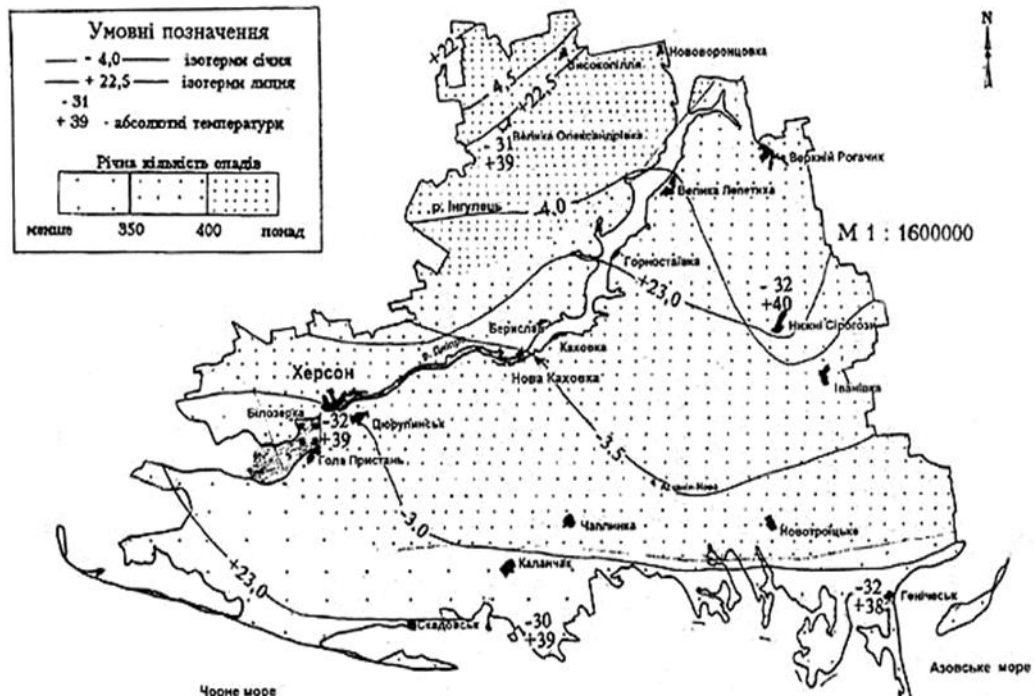 Умовні позначення
- 4,0 ізотерми січня
+ 22,5 ізотерми липня
- 31
+ 39 - абсолютні температури
Річна кількість опадів
менше 350 400 понад
N
+22
4,5
Високопілля
Нововоронцовка
+22,5
Велика Олександрівка
- 31
+39
Верхній Рогачик
р. Інгулець
-4,0
Велика Лепетиха
М 1 : 1600000
Горностаївка
+23,0
- 32
+40
Нижні Сірогози
Берислав
Каховка
р. Дніпро
Нова Каховка
Іванівка
Херсон
Білозерка
-32
+39
Цюрупинськ
Гола Пристань
-3,5
Асканія-Нова
-3,0
Чаплинка
Новотроїцьке
Каланчак
+23,0
-32
+38
Генічеськ
Скадовськ
-30
+39
Азовське море
Чорне море